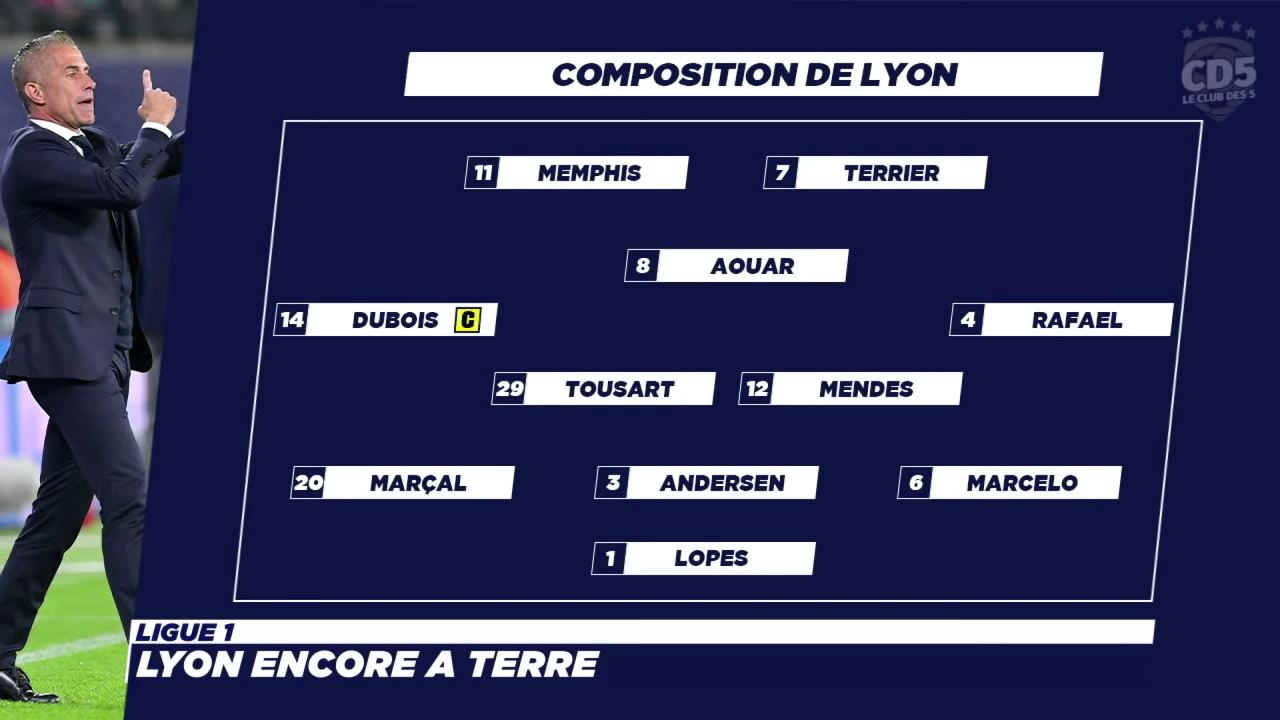 COMPOSITION DE LYON
CD5
LE CLUB DES 5
11 MEMPHIS
7 TERRIER
8 AOUAR
14 DUBOIS C
4 RAFAEL
29 TOUSART
12 MENDES
20 MARÇAL
3 ANDERSEN
6 MARCELO
1 LOPES
LIGUE 1
LYON ENCORE A TERRE